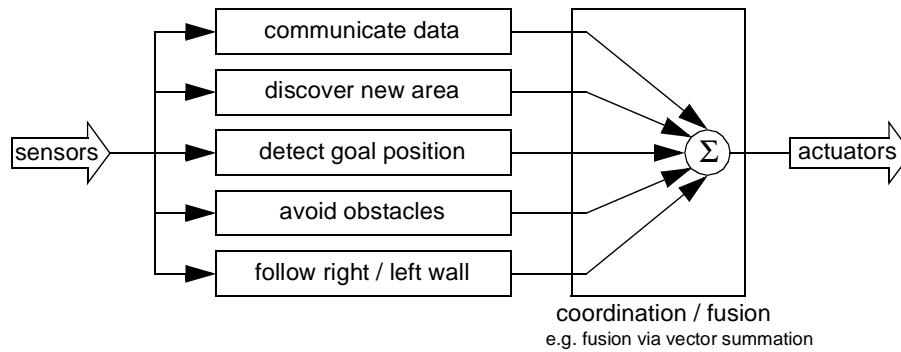 communicate data
discover new area
sensors
detect goal position
Σ
actuators
avoid obstacles
follow right / left wall
coordination / fusion
e.g. fusion via vector summation